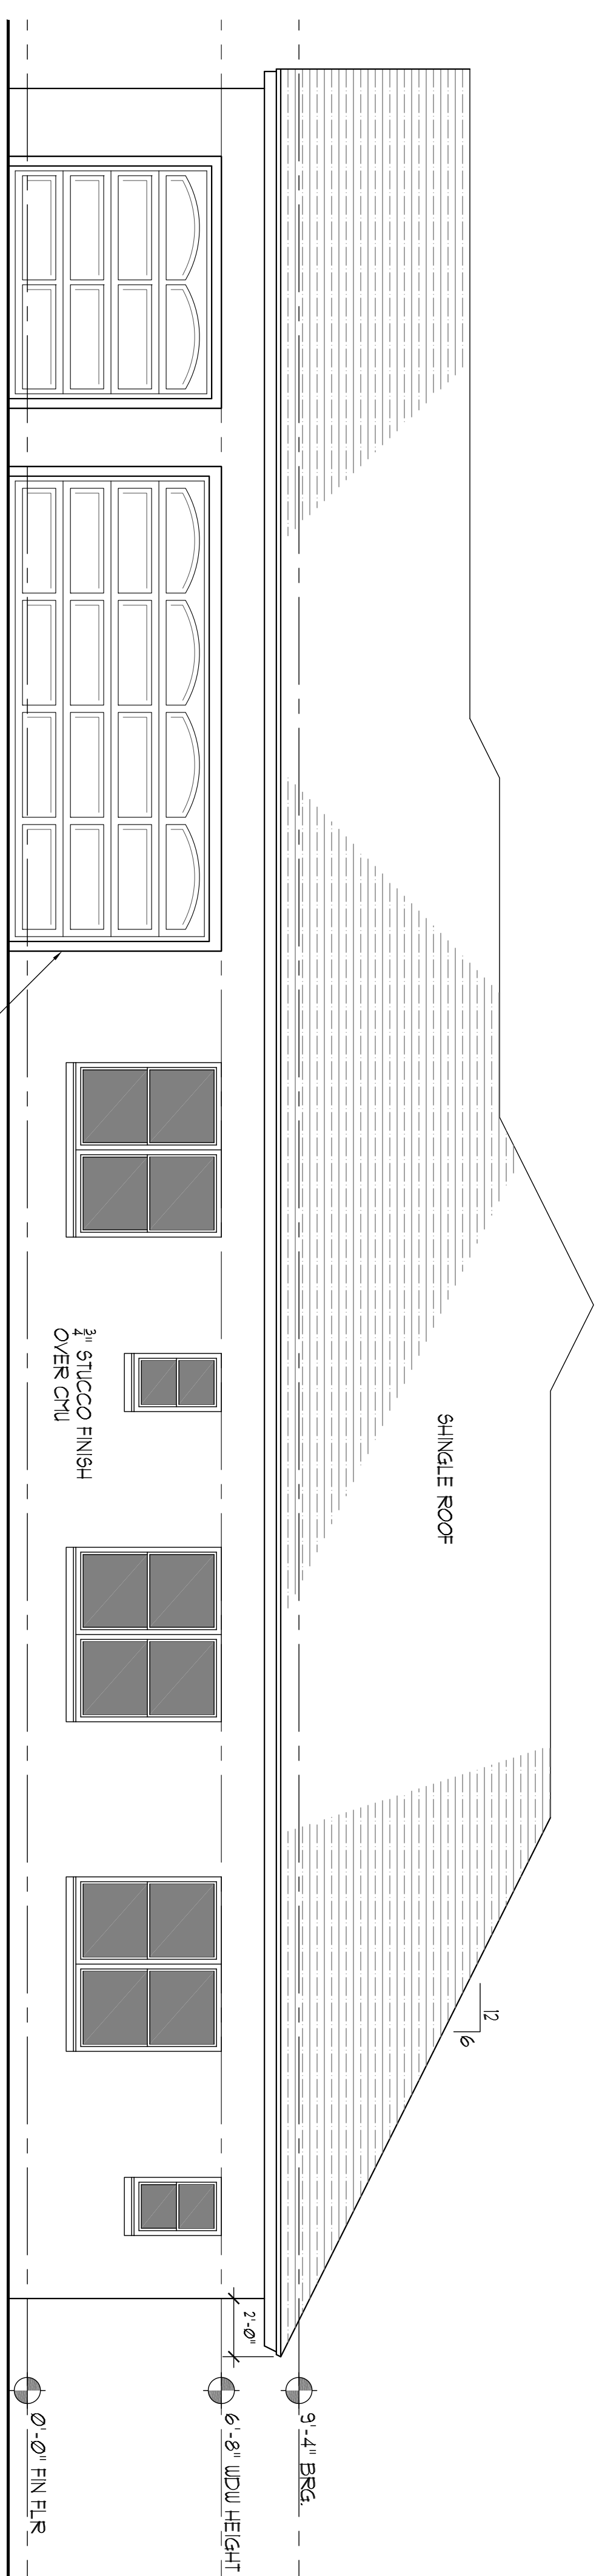 SHINGLE ROOF
12
6
3/4" STUCCO FINISH
OVER CMU
2'-0"
9'-4" BRG.
6'-8" WDW HEIGHT
0'-0" FIN FLR